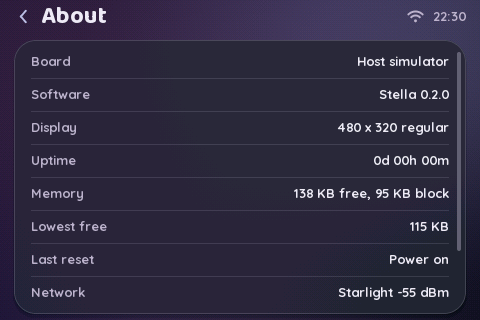 About
22:30
Board Host simulator
Software Stella 0.2.0
Display 480 x 320 regular
Uptime 0d 00h 00m
Memory 138 KB free, 95 KB block
Lowest free 115 KB
Last reset Power on
Network Starlight -55 dBm